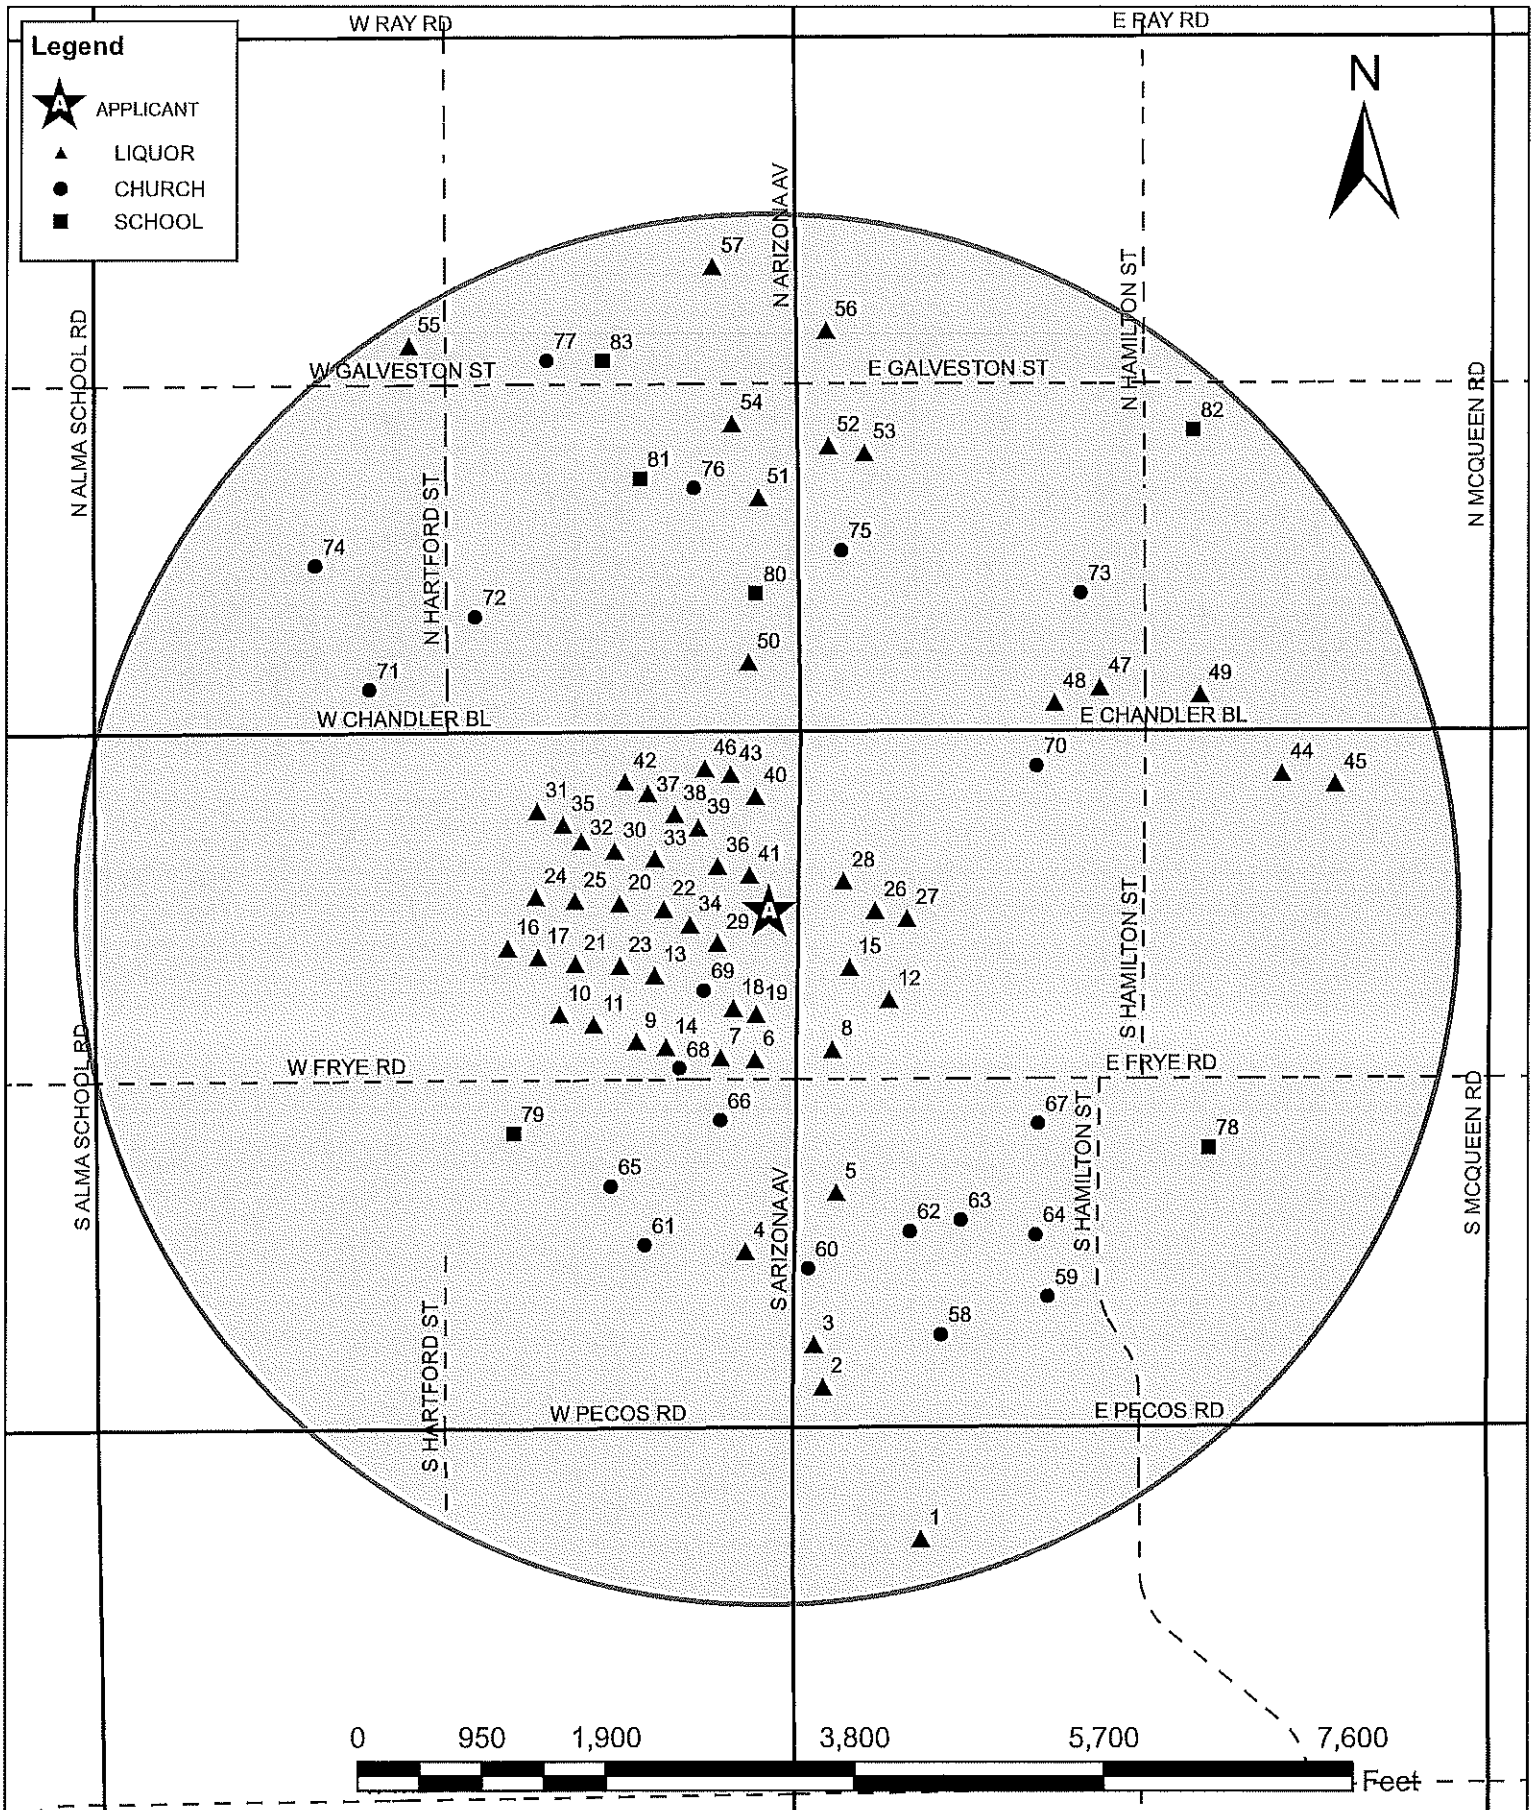 W RAY RD
E RAY RD
Legend
A APPLICANT
LIQUOR
CHURCH
SCHOOL
N
N ARIZONA AV
57
N HAMILTON ST
56
55
77
83
N ALMA SCHOOL RD
W GALVESTON ST
E GALVESTON ST
N MCQUEEN RD
54
82
52
53
81
76
51
N HARTFORD ST
75
74
80
73
72
50
71
47
49
48
W CHANDLER BL
E CHANDLER BL
46
43
70
44
45
42
40
31
37
38
35
39
32
30
33
36
41
28
24
25
20
22
26
27
34
A
29
16
17
21
23
13
15
S HAMILTON ST
69
12
10
11
18
19
9
14
7
6
8
68
W FRYE RD
E FRYE RD
S ALMA SCHOOL RD
79
66
67
S HAMILTON ST
78
S MCQUEEN RD
65
5
61
4
S ARIZONA AV
62
63
64
60
59
58
3
2
S HARTFORD ST
W PECOS RD
E PECOS RD
1
0 950 1,900 3,800 5,700 7,600
Feet